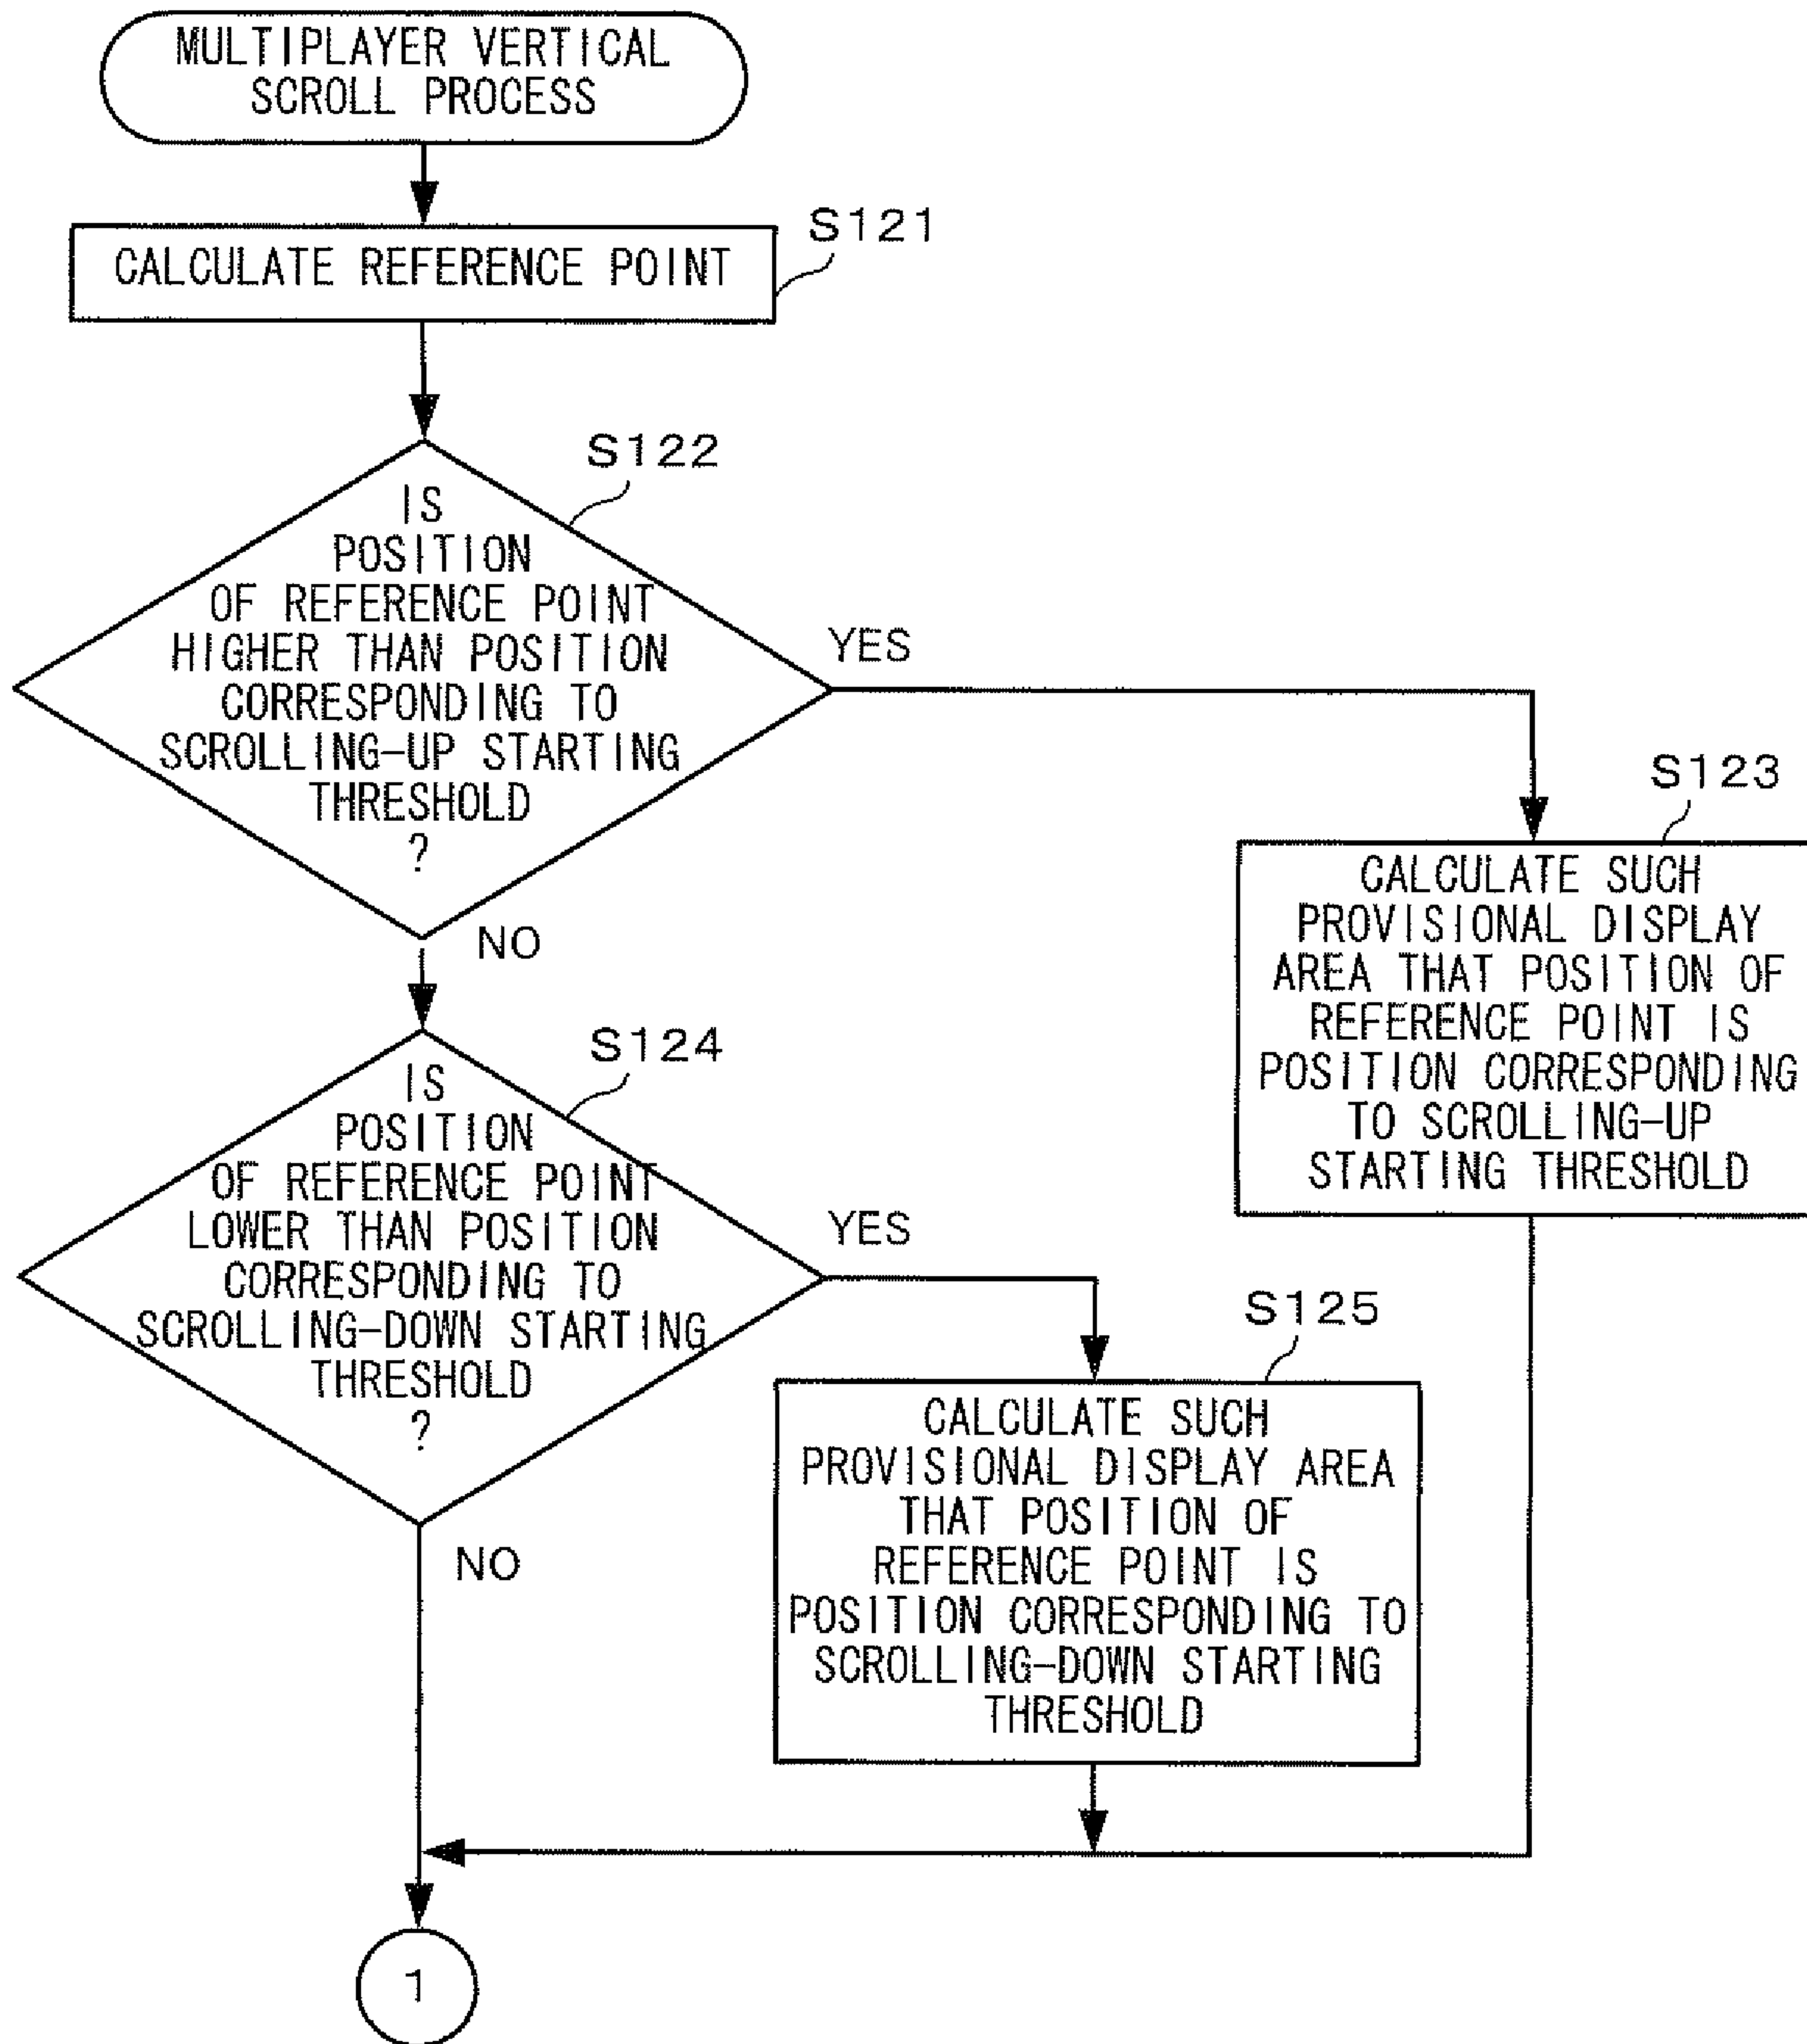 MULTIPLAYER VERTICAL
SCROLL PROCESS
S121
CALCULATE REFERENCE POINT
S122
IS
POSITION
OF REFERENCE POINT
HIGHER THAN POSITION
CORRESPONDING TO
SCROLLING-UP STARTING
THRESHOLD
?
YES
NO
S123
CALCULATE SUCH
PROVISIONAL DISPLAY
AREA THAT POSITION OF
REFERENCE POINT IS
POSITION CORRESPONDING
TO SCROLLING-UP
STARTING THRESHOLD
S124
IS
POSITION
OF REFERENCE POINT
LOWER THAN POSITION
CORRESPONDING TO
SCROLLING-DOWN STARTING
THRESHOLD
?
YES
NO
S125
CALCULATE SUCH
PROVISIONAL DISPLAY AREA
THAT POSITION OF
REFERENCE POINT IS
POSITION CORRESPONDING TO
SCROLLING-DOWN STARTING
THRESHOLD
1